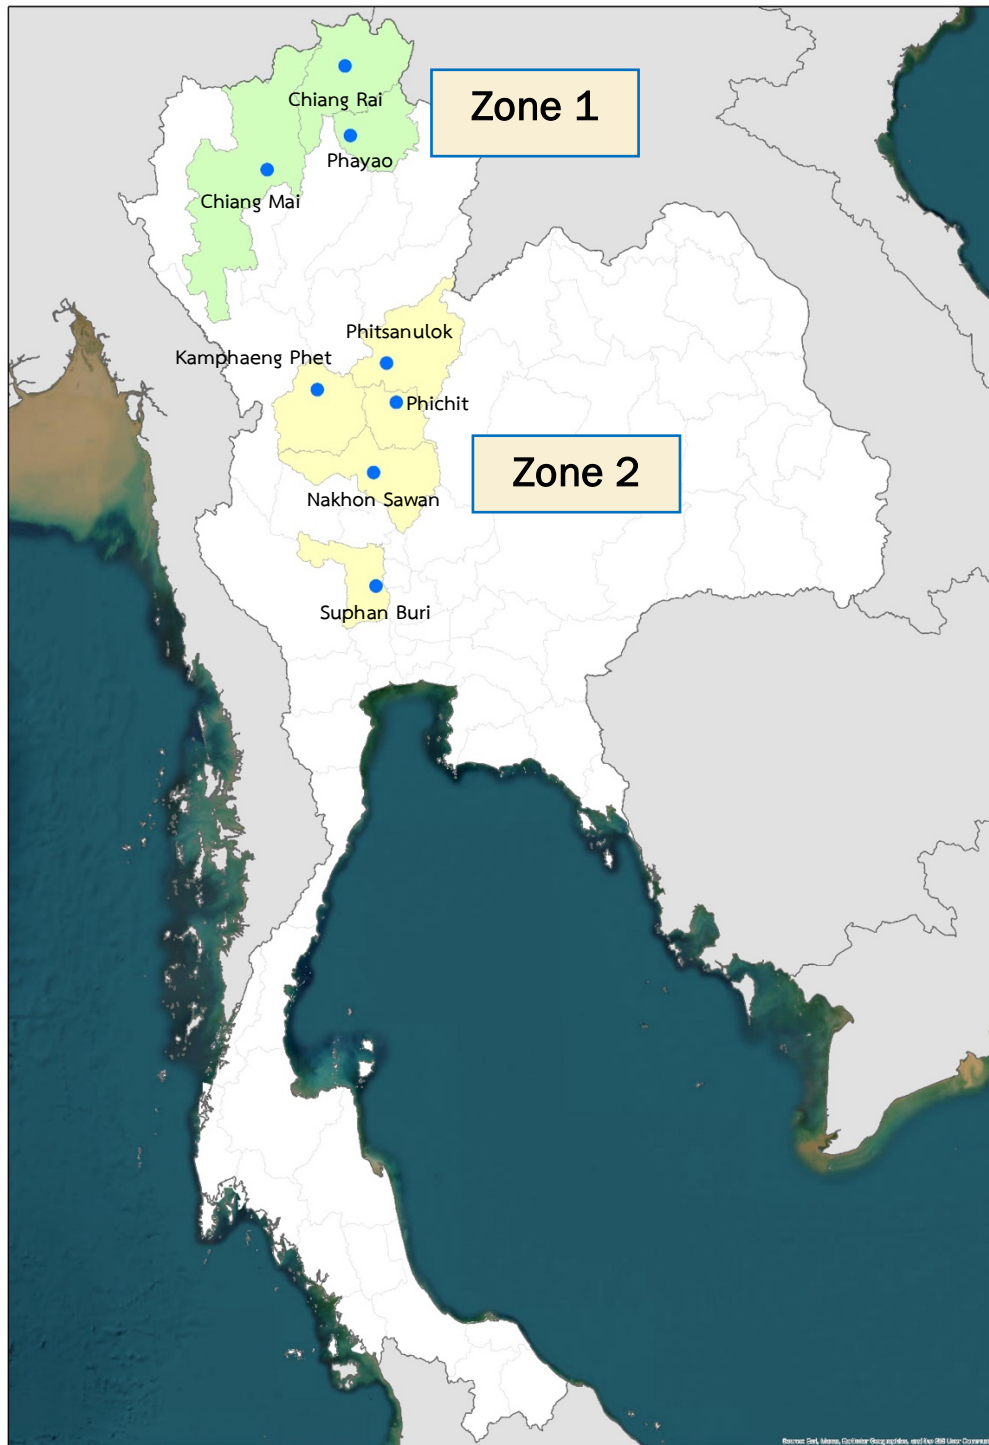 Chiang Rai
Zone 1
Phayao
Chiang Mai
Phitsanulok
Kamphaeng Phet
Phichit
Zone 2
Nakhon Sawan
Suphan Buri